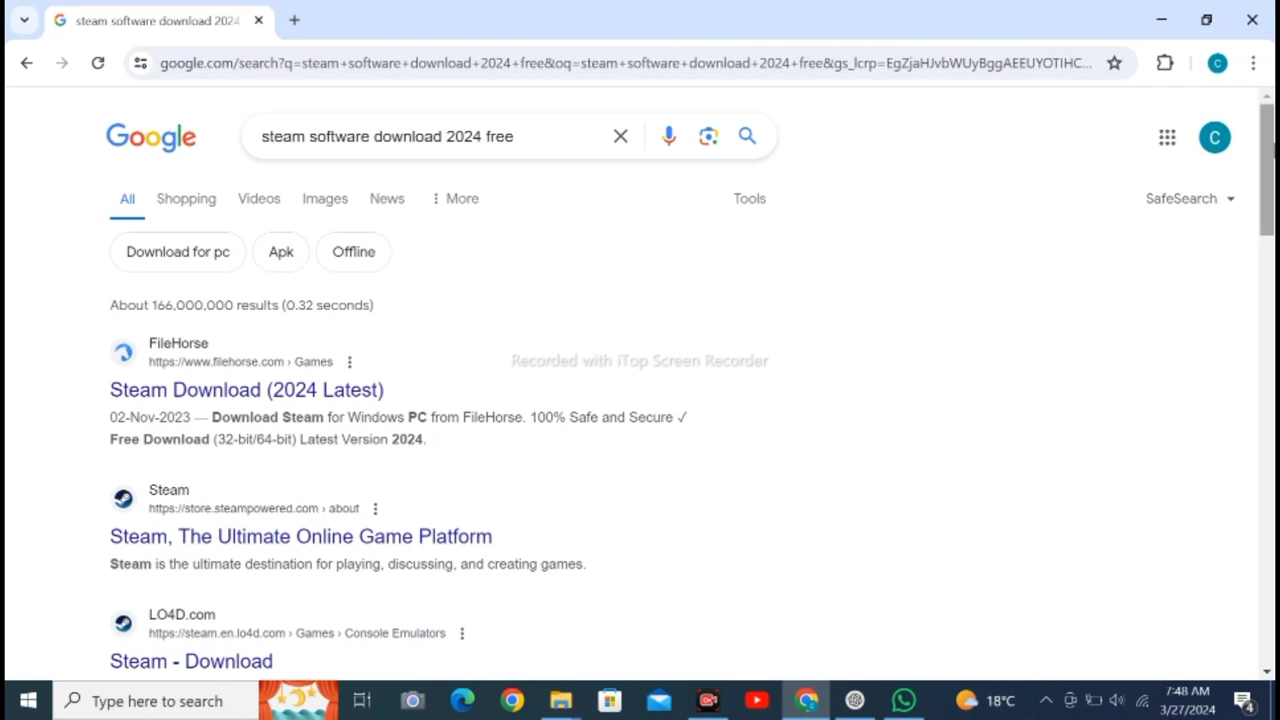 steam software download 2024
google.com/search?q=steam+software+download+2024+free&oq=steam+software+download+2024+free&gs_lcrp=EgZjaHJvbWUyBggAEEUYOTIHC...
C
Google
steam software download 2024 free
C
All Shopping Videos Images News More Tools SafeSearch
Download for pc Apk Offline
About 166,000,000 results (0.32 seconds)
FileHorse
https://www.filehorse.com › Games
Recorded with iTop Screen Recorder
Steam Download (2024 Latest)
02-Nov-2023 — Download Steam for Windows PC from FileHorse. 100% Safe and Secure ✓
Free Download (32-bit/64-bit) Latest Version 2024.
Steam
https://store.steampowered.com › about
Steam, The Ultimate Online Game Platform
Steam is the ultimate destination for playing, discussing, and creating games.
LO4D.com
https://steam.en.lo4d.com › Games › Console Emulators
Steam - Download
Type here to search
18°C
7:48 AM
3/27/2024
4